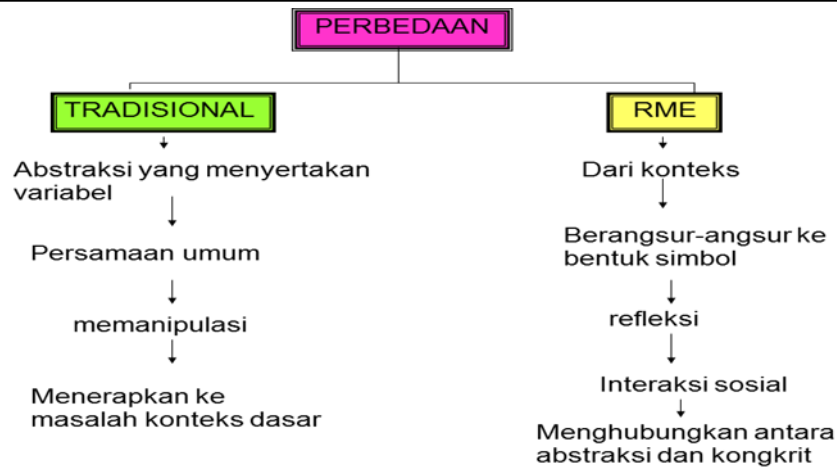 PERBEDAAN
TRADISIONAL
Abstraksi yang menyertakan
variabel
Persamaan umum
memanipulasi
Menerapkan ke
masalah konteks dasar
RME
Dari konteks
Berangsur-angsur ke
bentuk simbol
refleksi
Interaksi sosial
Menghubungkan antara
abstraksi dan kongkrit